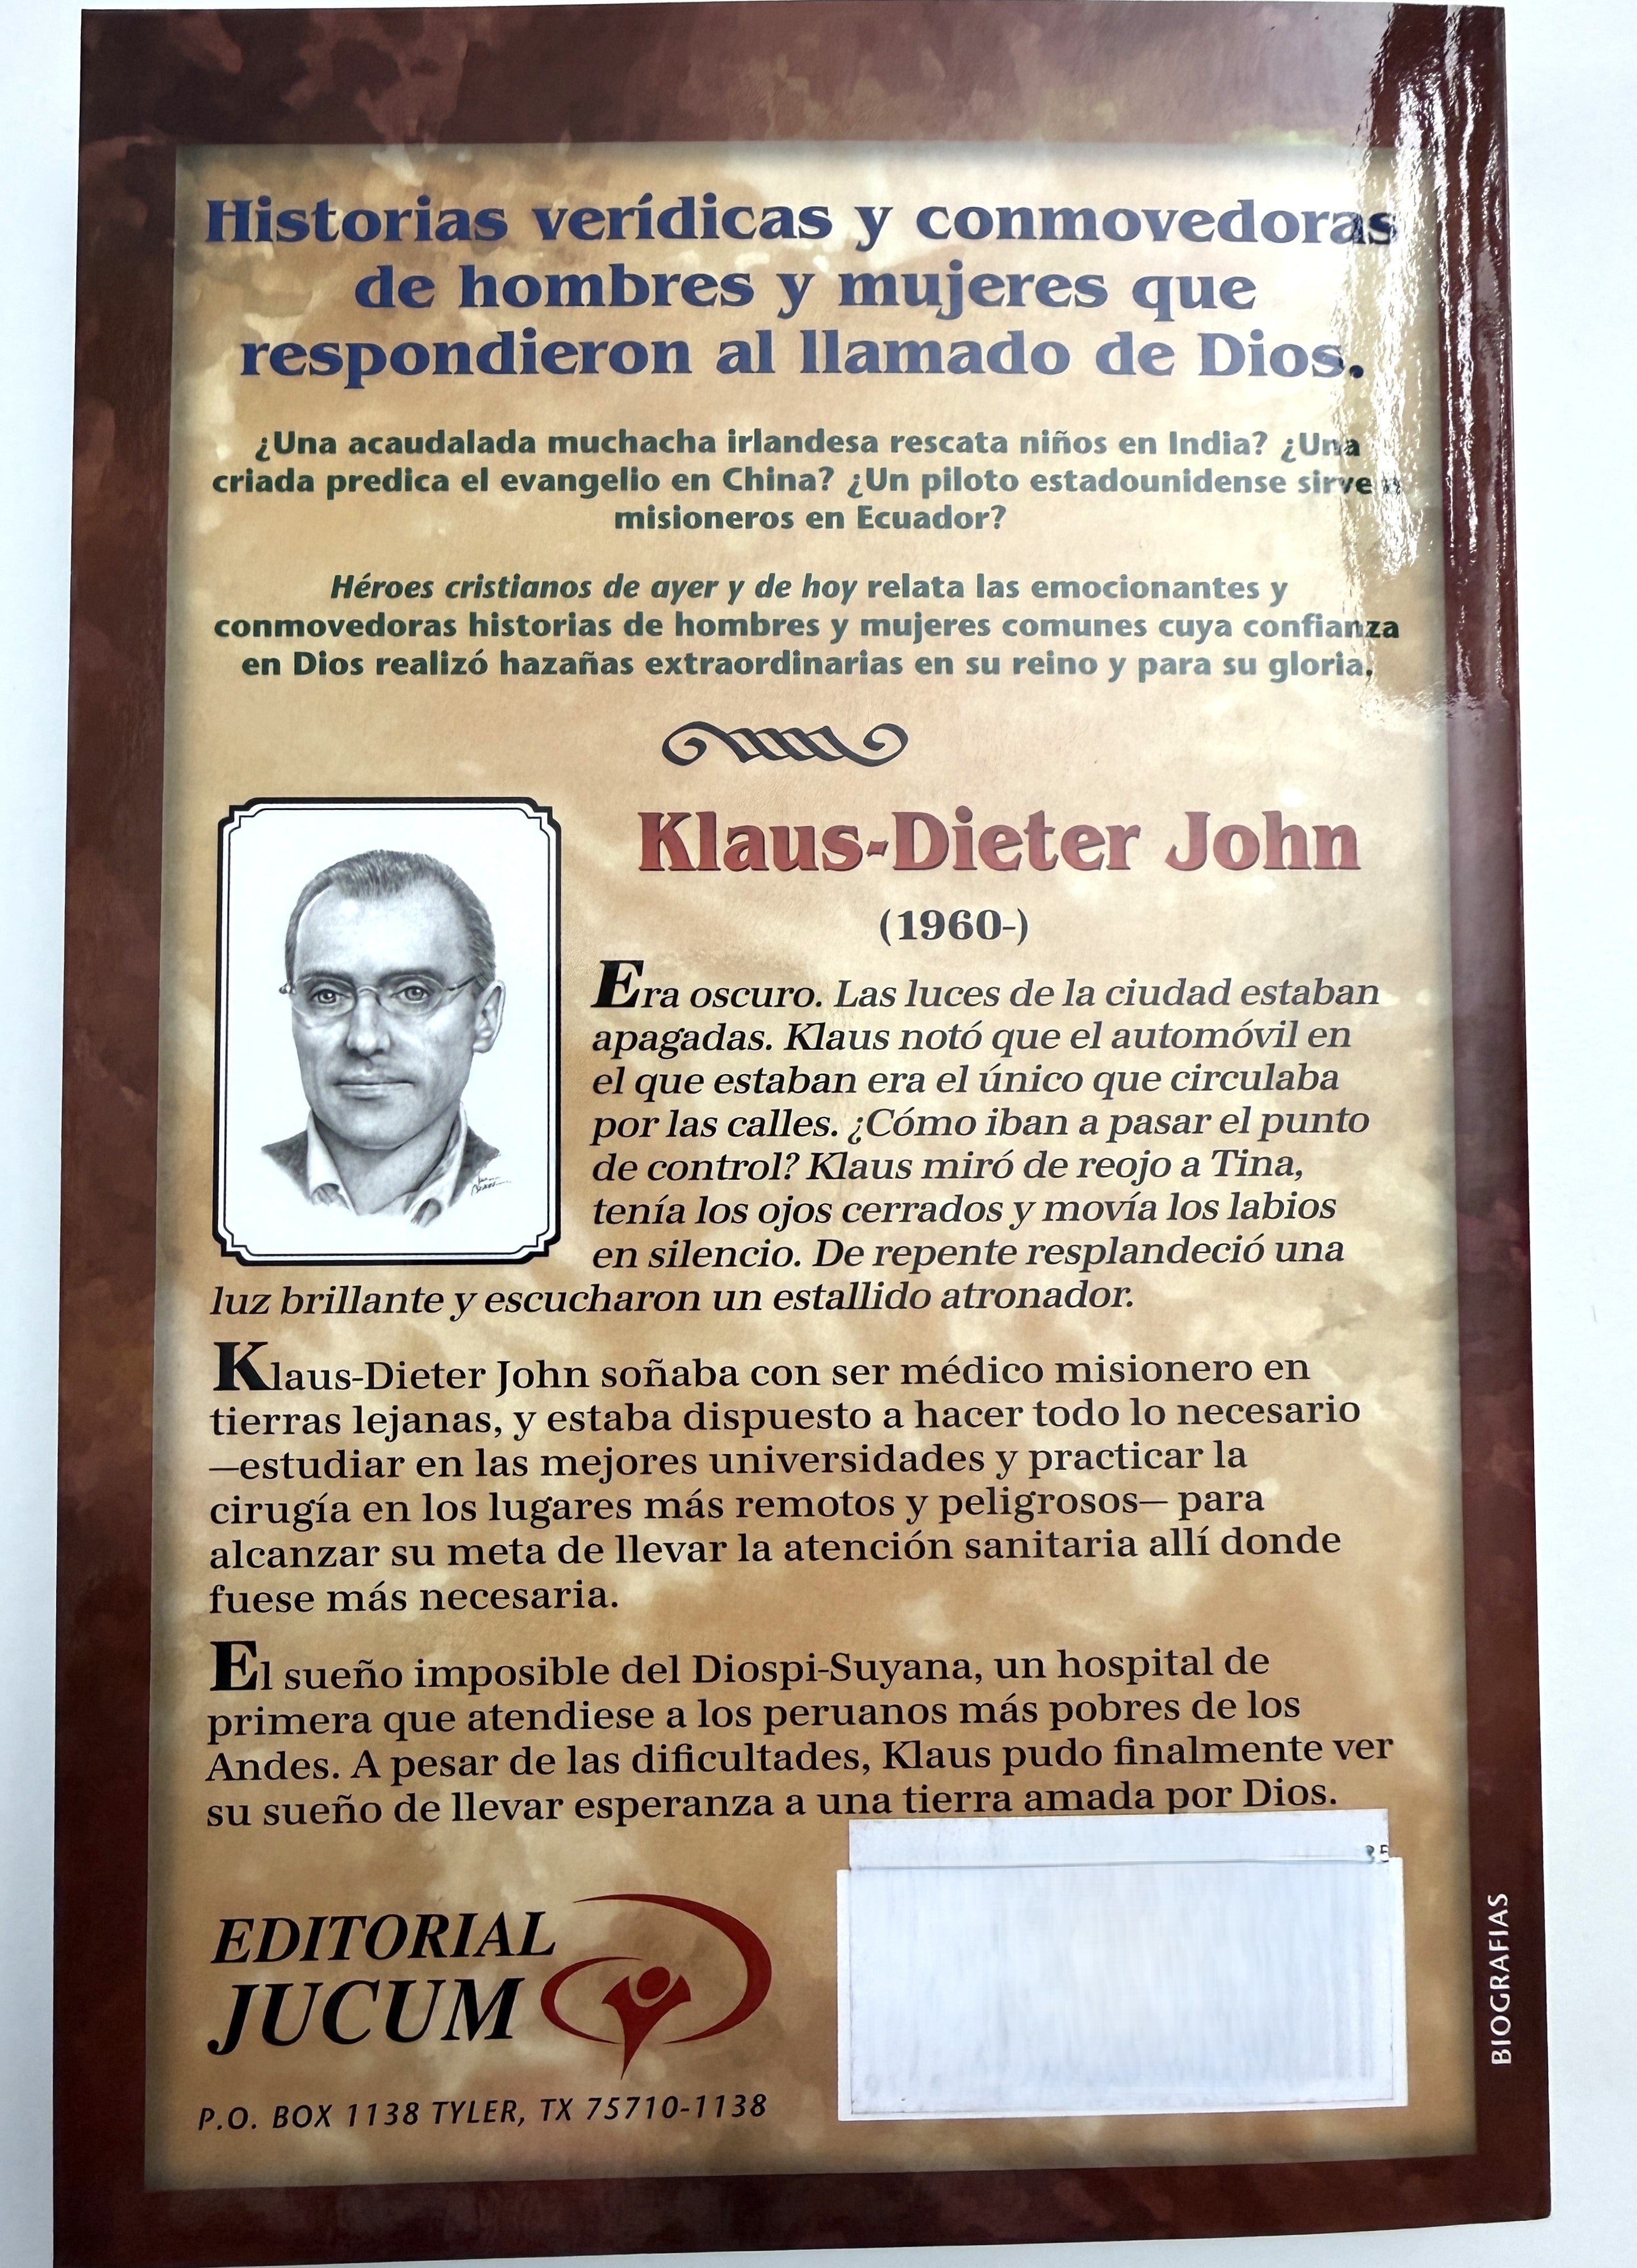 Historias verídicas y conmovedoras
de hombres y mujeres que
respondieron al llamado de Dios.
¿Una acaudalada muchacha irlandesa rescata niños en India? ¿Una
criada predica el evangelio en China? ¿Un piloto estadounidense sirve a
misioneros en Ecuador?
Héroes cristianos de ayer y de hoy relata las emocionantes y
conmovedoras historias de hombres y mujeres comunes cuya confianza
en Dios realizó hazañas extraordinarias en su reino y para su gloria.
Klaus-Dieter John
(1960-)
Era oscuro. Las luces de la ciudad estaban
apagadas. Klaus notó que el automóvil en
el que estaban era el único que circulaba
por las calles. ¿Cómo iban a pasar el punto
de control? Klaus miró de reojo a Tina,
tenía los ojos cerrados y movía los labios
en silencio. De repente resplandeció una
luz brillante y escucharon un estallido atronador.
Klaus-Dieter John soñaba con ser médico misionero en
tierras lejanas, y estaba dispuesto a hacer todo lo necesario
—estudiar en las mejores universidades y practicar la
cirugía en los lugares más remotos y peligrosos— para
alcanzar su meta de llevar la atención sanitaria allí donde
fuese más necesaria.
El sueño imposible del Diospi-Suyana, un hospital de
primera que atendiese a los peruanos más pobres de los
Andes. A pesar de las dificultades, Klaus pudo finalmente ver
su sueño de llevar esperanza a una tierra amada por Dios.
EDITORIAL
JUCUM
P.O. BOX 1138 TYLER, TX 75710-1138
BIOGRAFIAS